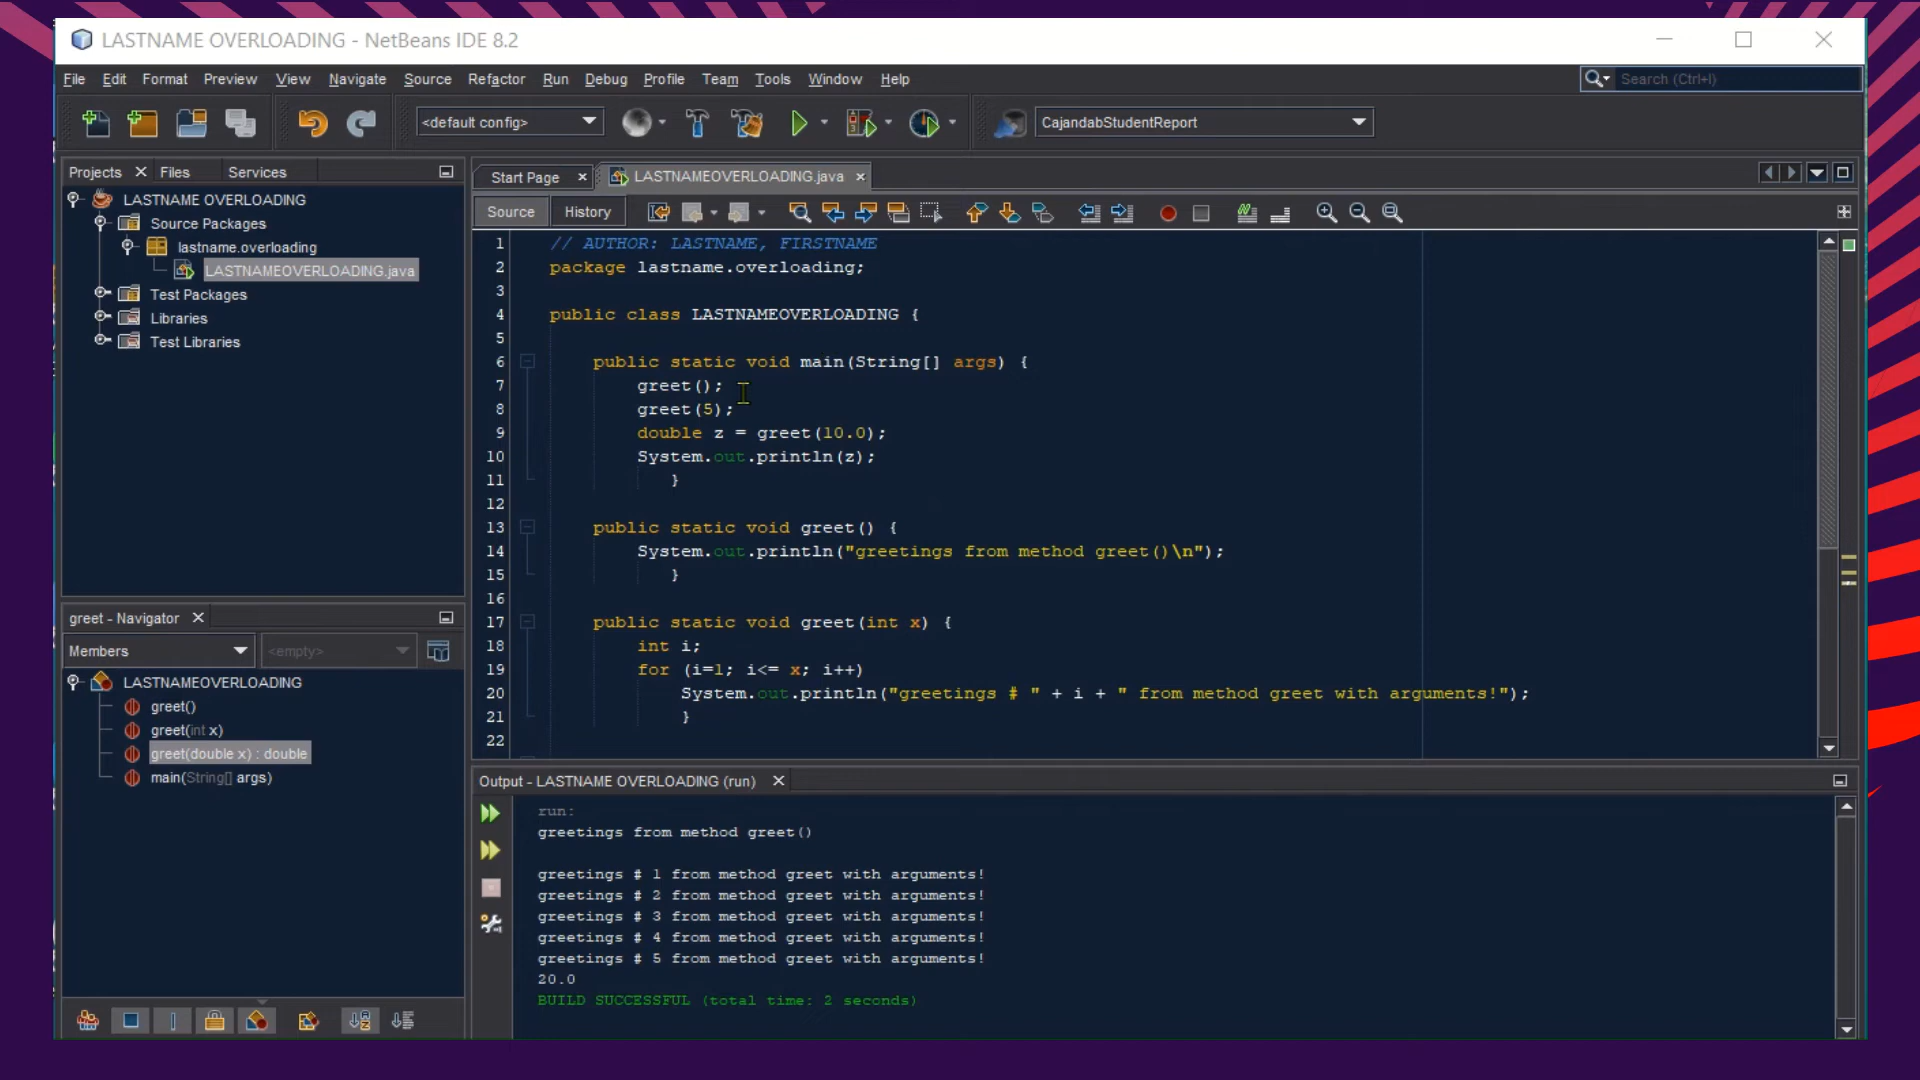 LASTNAME OVERLOADING - NetBeans IDE 8.2
File Edit Format Preview View Navigate Source Refactor Run Debug Profile Team Tools Window Help
Search (Ctrl+I)
<default config>
CajandabStudentReport
Projects Files Services
LASTNAME OVERLOADING
Source Packages
lastname.overloading
LASTNAMEOVERLOADING.java
Test Packages
Libraries
Test Libraries
greet - Navigator
Members <empty>
LASTNAMEOVERLOADING
greet()
greet(int x)
greet(double x) : double
main(String[] args)
Start Page LASTNAMEOVERLOADING.java
Source History
1 // AUTHOR: LASTNAME, FIRSTNAME
2 package lastname.overloading;
3
4 public class LASTNAMEOVERLOADING {
5
6 public static void main(String[] args) {
7 greet();
8 greet(5);
9 double z = greet(10.0);
10 System.out.println(z);
11 }
12
13 public static void greet() {
14 System.out.println("greetings from method greet()\n");
15 }
16
17 public static void greet(int x) {
18 int i;
19 for (i=1; i<= x; i++)
20 System.out.println("greetings # " + i + " from method greet with arguments!");
21 }
22
Output - LASTNAME OVERLOADING (run)
run:
greetings from method greet()
greetings # 1 from method greet with arguments!
greetings # 2 from method greet with arguments!
greetings # 3 from method greet with arguments!
greetings # 4 from method greet with arguments!
greetings # 5 from method greet with arguments!
20.0
BUILD SUCCESSFUL (total time: 2 seconds)